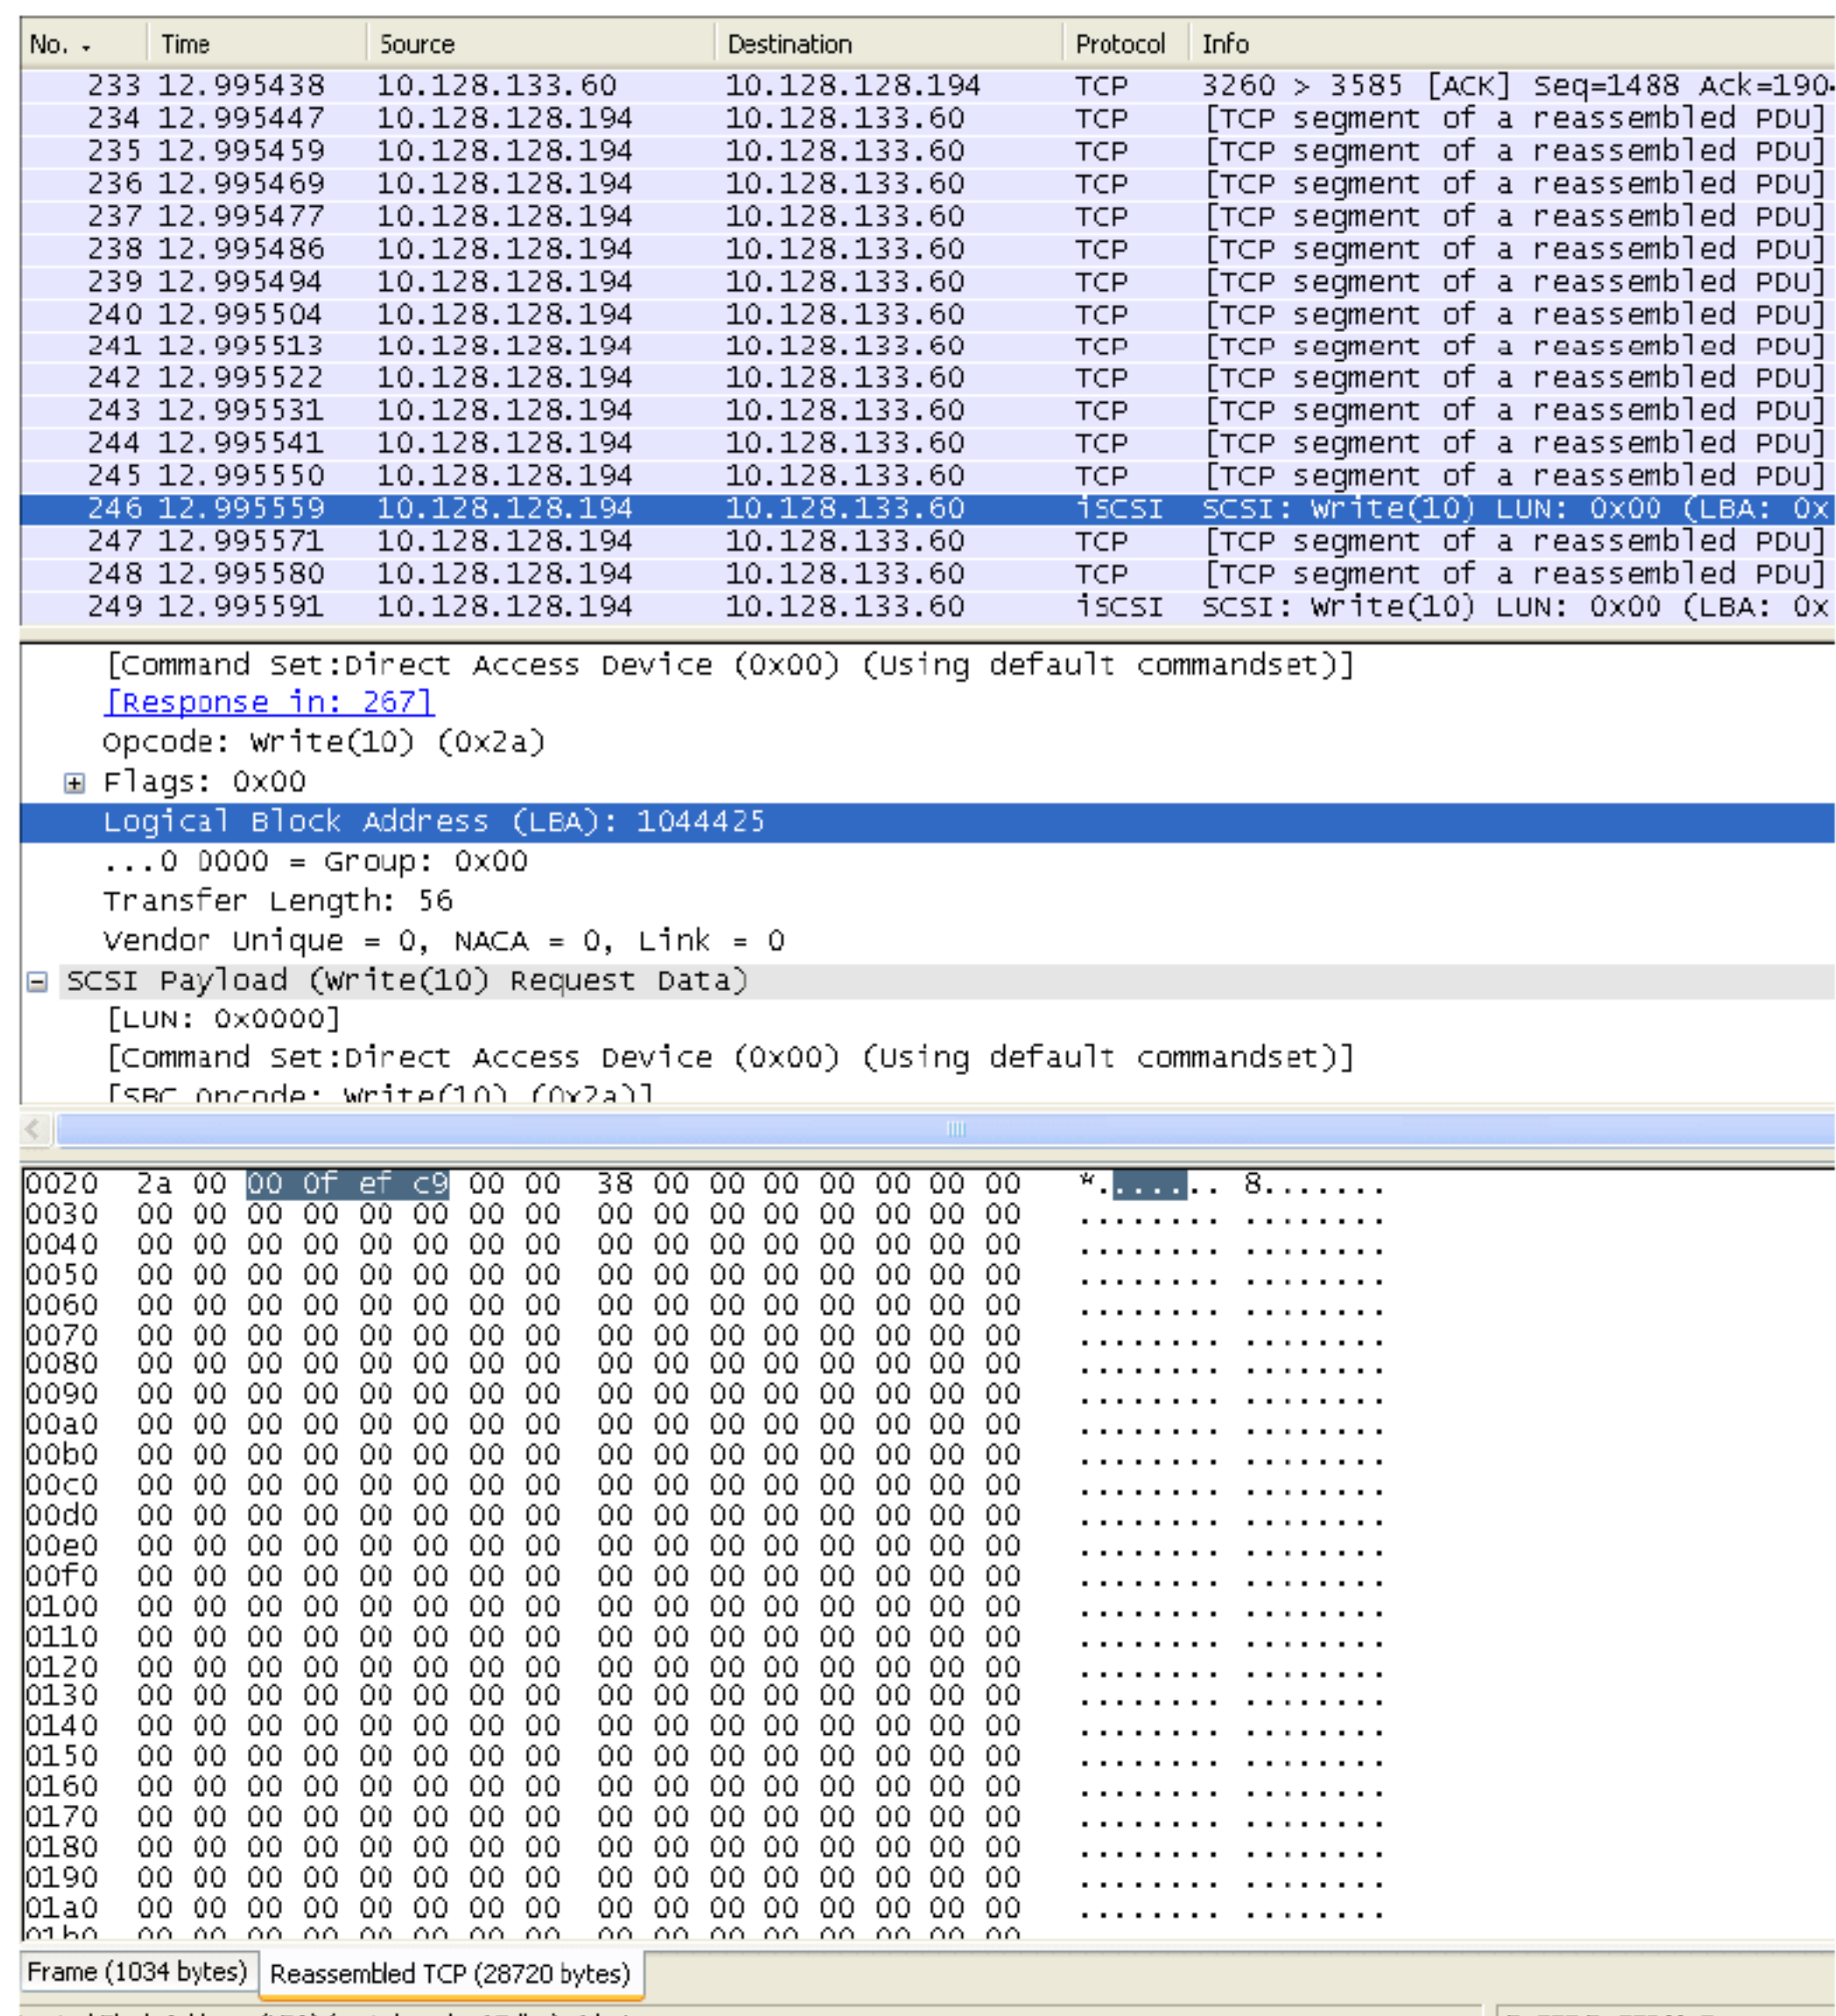 No. Time Source Destination Protocol Info
233 12.995438 10.128.133.60 10.128.128.194 TCP 3260 > 3585 [ACK] Seq=1488 Ack=190
234 12.995447 10.128.128.194 10.128.133.60 TCP [TCP segment of a reassembled PDU]
235 12.995459 10.128.128.194 10.128.133.60 TCP [TCP segment of a reassembled PDU]
236 12.995469 10.128.128.194 10.128.133.60 TCP [TCP segment of a reassembled PDU]
237 12.995477 10.128.128.194 10.128.133.60 TCP [TCP segment of a reassembled PDU]
238 12.995486 10.128.128.194 10.128.133.60 TCP [TCP segment of a reassembled PDU]
239 12.995494 10.128.128.194 10.128.133.60 TCP [TCP segment of a reassembled PDU]
240 12.995504 10.128.128.194 10.128.133.60 TCP [TCP segment of a reassembled PDU]
241 12.995513 10.128.128.194 10.128.133.60 TCP [TCP segment of a reassembled PDU]
242 12.995522 10.128.128.194 10.128.133.60 TCP [TCP segment of a reassembled PDU]
243 12.995531 10.128.128.194 10.128.133.60 TCP [TCP segment of a reassembled PDU]
244 12.995541 10.128.128.194 10.128.133.60 TCP [TCP segment of a reassembled PDU]
245 12.995550 10.128.128.194 10.128.133.60 TCP [TCP segment of a reassembled PDU]
246 12.995559 10.128.128.194 10.128.133.60 iSCSI SCSI: Write(10) LUN: 0x00 (LBA: 0x
247 12.995571 10.128.128.194 10.128.133.60 TCP [TCP segment of a reassembled PDU]
248 12.995580 10.128.128.194 10.128.133.60 TCP [TCP segment of a reassembled PDU]
249 12.995591 10.128.128.194 10.128.133.60 iSCSI SCSI: Write(10) LUN: 0x00 (LBA: 0x
[Command Set:Direct Access Device (0x00) (Using default commandset)]
[Response in: 267]
Opcode: Write(10) (0x2a)
Flags: 0x00
Logical Block Address (LBA): 1044425
...0 0000 = Group: 0x00
Transfer Length: 56
Vendor Unique = 0, NACA = 0, Link = 0
SCSI Payload (Write(10) Request Data)
[LUN: 0x0000]
[Command Set:Direct Access Device (0x00) (Using default commandset)]
[SBC Opcode: Write(10) (0x2a)]
0020 2a 00 00 0f ef c9 00 00 38 00 00 00 00 00 00 00 *....... 8.......
0030 00 00 00 00 00 00 00 00 00 00 00 00 00 00 00 00 ........ ........
0040 00 00 00 00 00 00 00 00 00 00 00 00 00 00 00 00 ........ ........
0050 00 00 00 00 00 00 00 00 00 00 00 00 00 00 00 00 ........ ........
0060 00 00 00 00 00 00 00 00 00 00 00 00 00 00 00 00 ........ ........
0070 00 00 00 00 00 00 00 00 00 00 00 00 00 00 00 00 ........ ........
0080 00 00 00 00 00 00 00 00 00 00 00 00 00 00 00 00 ........ ........
0090 00 00 00 00 00 00 00 00 00 00 00 00 00 00 00 00 ........ ........
00a0 00 00 00 00 00 00 00 00 00 00 00 00 00 00 00 00 ........ ........
00b0 00 00 00 00 00 00 00 00 00 00 00 00 00 00 00 00 ........ ........
00c0 00 00 00 00 00 00 00 00 00 00 00 00 00 00 00 00 ........ ........
00d0 00 00 00 00 00 00 00 00 00 00 00 00 00 00 00 00 ........ ........
00e0 00 00 00 00 00 00 00 00 00 00 00 00 00 00 00 00 ........ ........
00f0 00 00 00 00 00 00 00 00 00 00 00 00 00 00 00 00 ........ ........
0100 00 00 00 00 00 00 00 00 00 00 00 00 00 00 00 00 ........ ........
0110 00 00 00 00 00 00 00 00 00 00 00 00 00 00 00 00 ........ ........
0120 00 00 00 00 00 00 00 00 00 00 00 00 00 00 00 00 ........ ........
0130 00 00 00 00 00 00 00 00 00 00 00 00 00 00 00 00 ........ ........
0140 00 00 00 00 00 00 00 00 00 00 00 00 00 00 00 00 ........ ........
0150 00 00 00 00 00 00 00 00 00 00 00 00 00 00 00 00 ........ ........
0160 00 00 00 00 00 00 00 00 00 00 00 00 00 00 00 00 ........ ........
0170 00 00 00 00 00 00 00 00 00 00 00 00 00 00 00 00 ........ ........
0180 00 00 00 00 00 00 00 00 00 00 00 00 00 00 00 00 ........ ........
0190 00 00 00 00 00 00 00 00 00 00 00 00 00 00 00 00 ........ ........
01a0 00 00 00 00 00 00 00 00 00 00 00 00 00 00 00 00 ........ ........
01b0 00 00 00 00 00 00 00 00 00 00 00 00 00 00 00 00
Frame (1034 bytes) Reassembled TCP (28720 bytes)